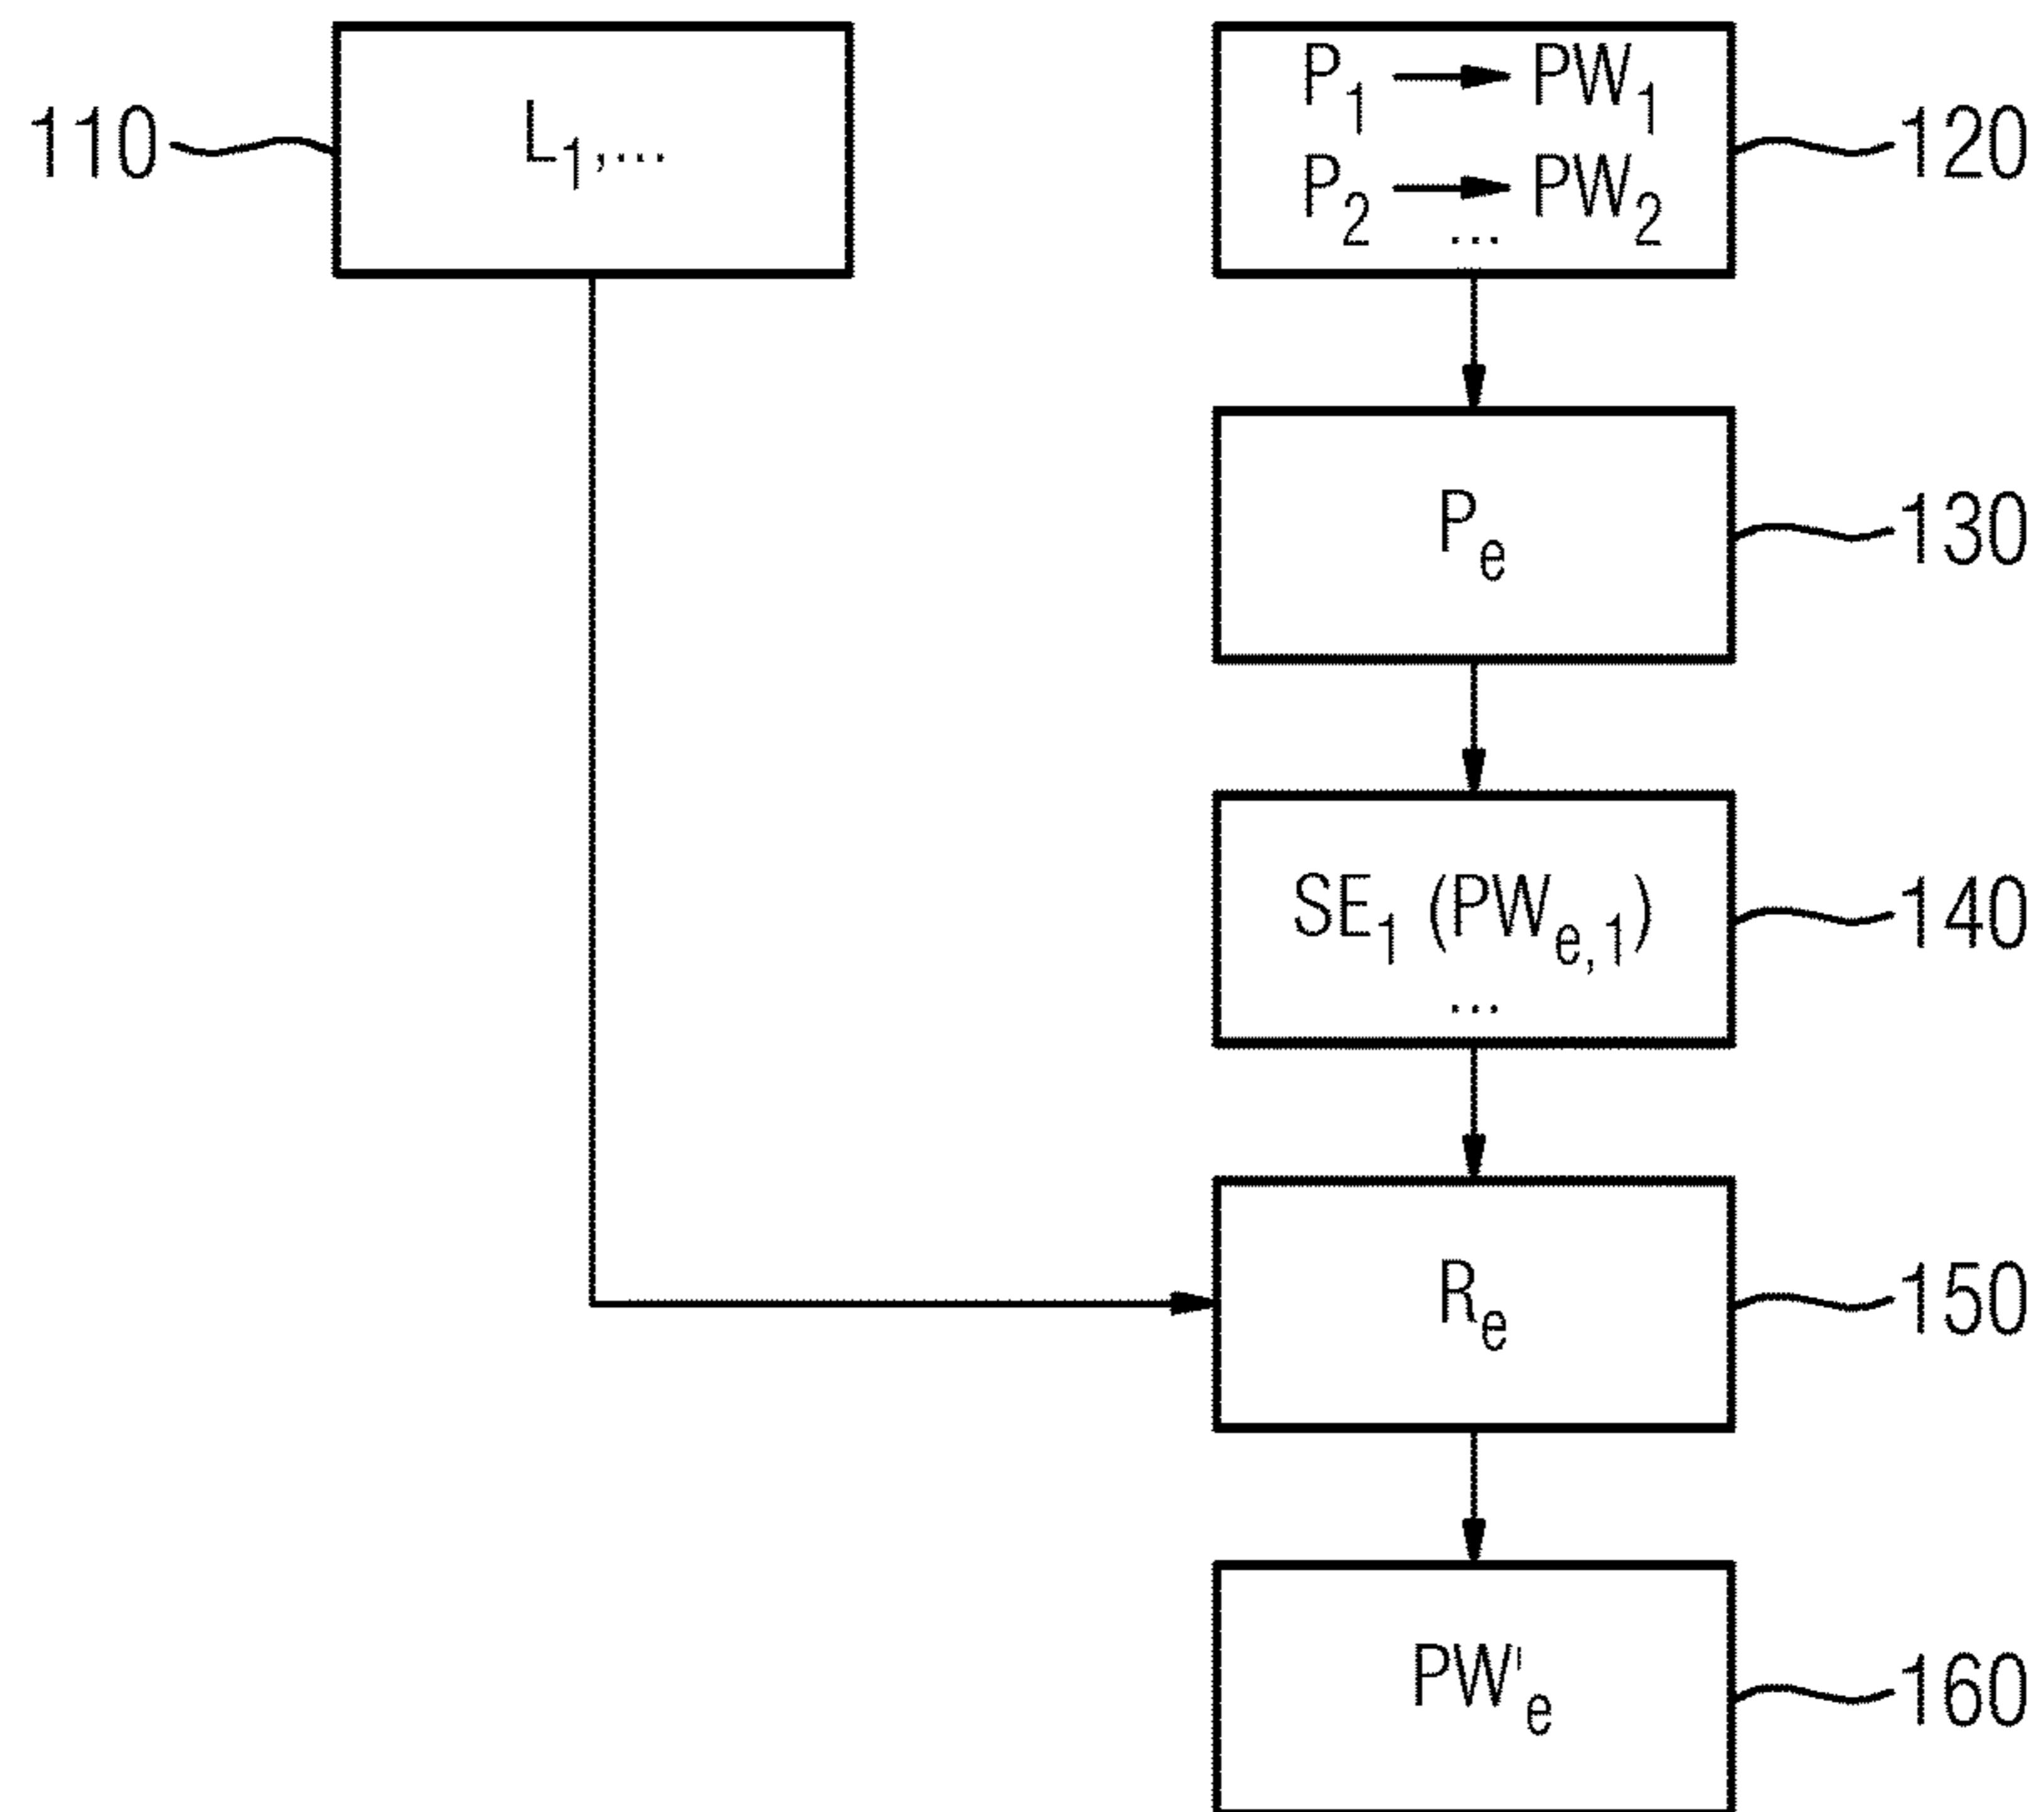 110
L₁,...
P₁ → PW₁
P₂ → PW₂
...
120
Pₑ
130
SE₁ (PWₑ,₁)
...
140
Rₑ
150
PW'ₑ
160